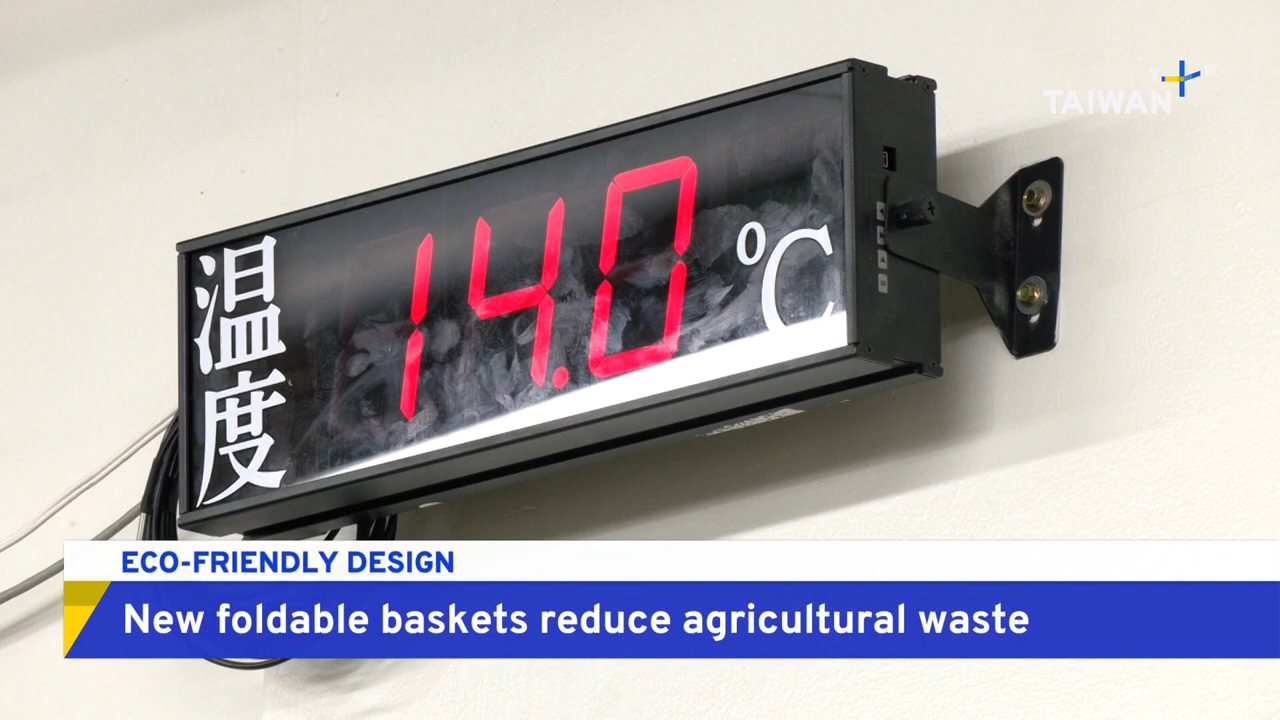 TAIWAN
温度
14.0
°C
ECO-FRIENDLY DESIGN
New foldable baskets reduce agricultural waste